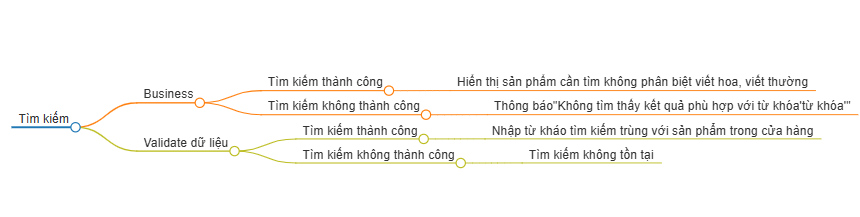 Tìm kiếm
Business
Tìm kiếm thành công
Hiển thị sản phẩm cần tìm không phân biệt viết hoa, viết thường
Tìm kiếm không thành công
Thông báo"Không tìm thấy kết quả phù hợp với từ khóa'từ khóa'"
Validate dữ liệu
Tìm kiếm thành công
Nhập từ kháo tìm kiếm trùng với sản phẩm trong cửa hàng
Tìm kiếm không thành công
Tìm kiếm không tồn tại